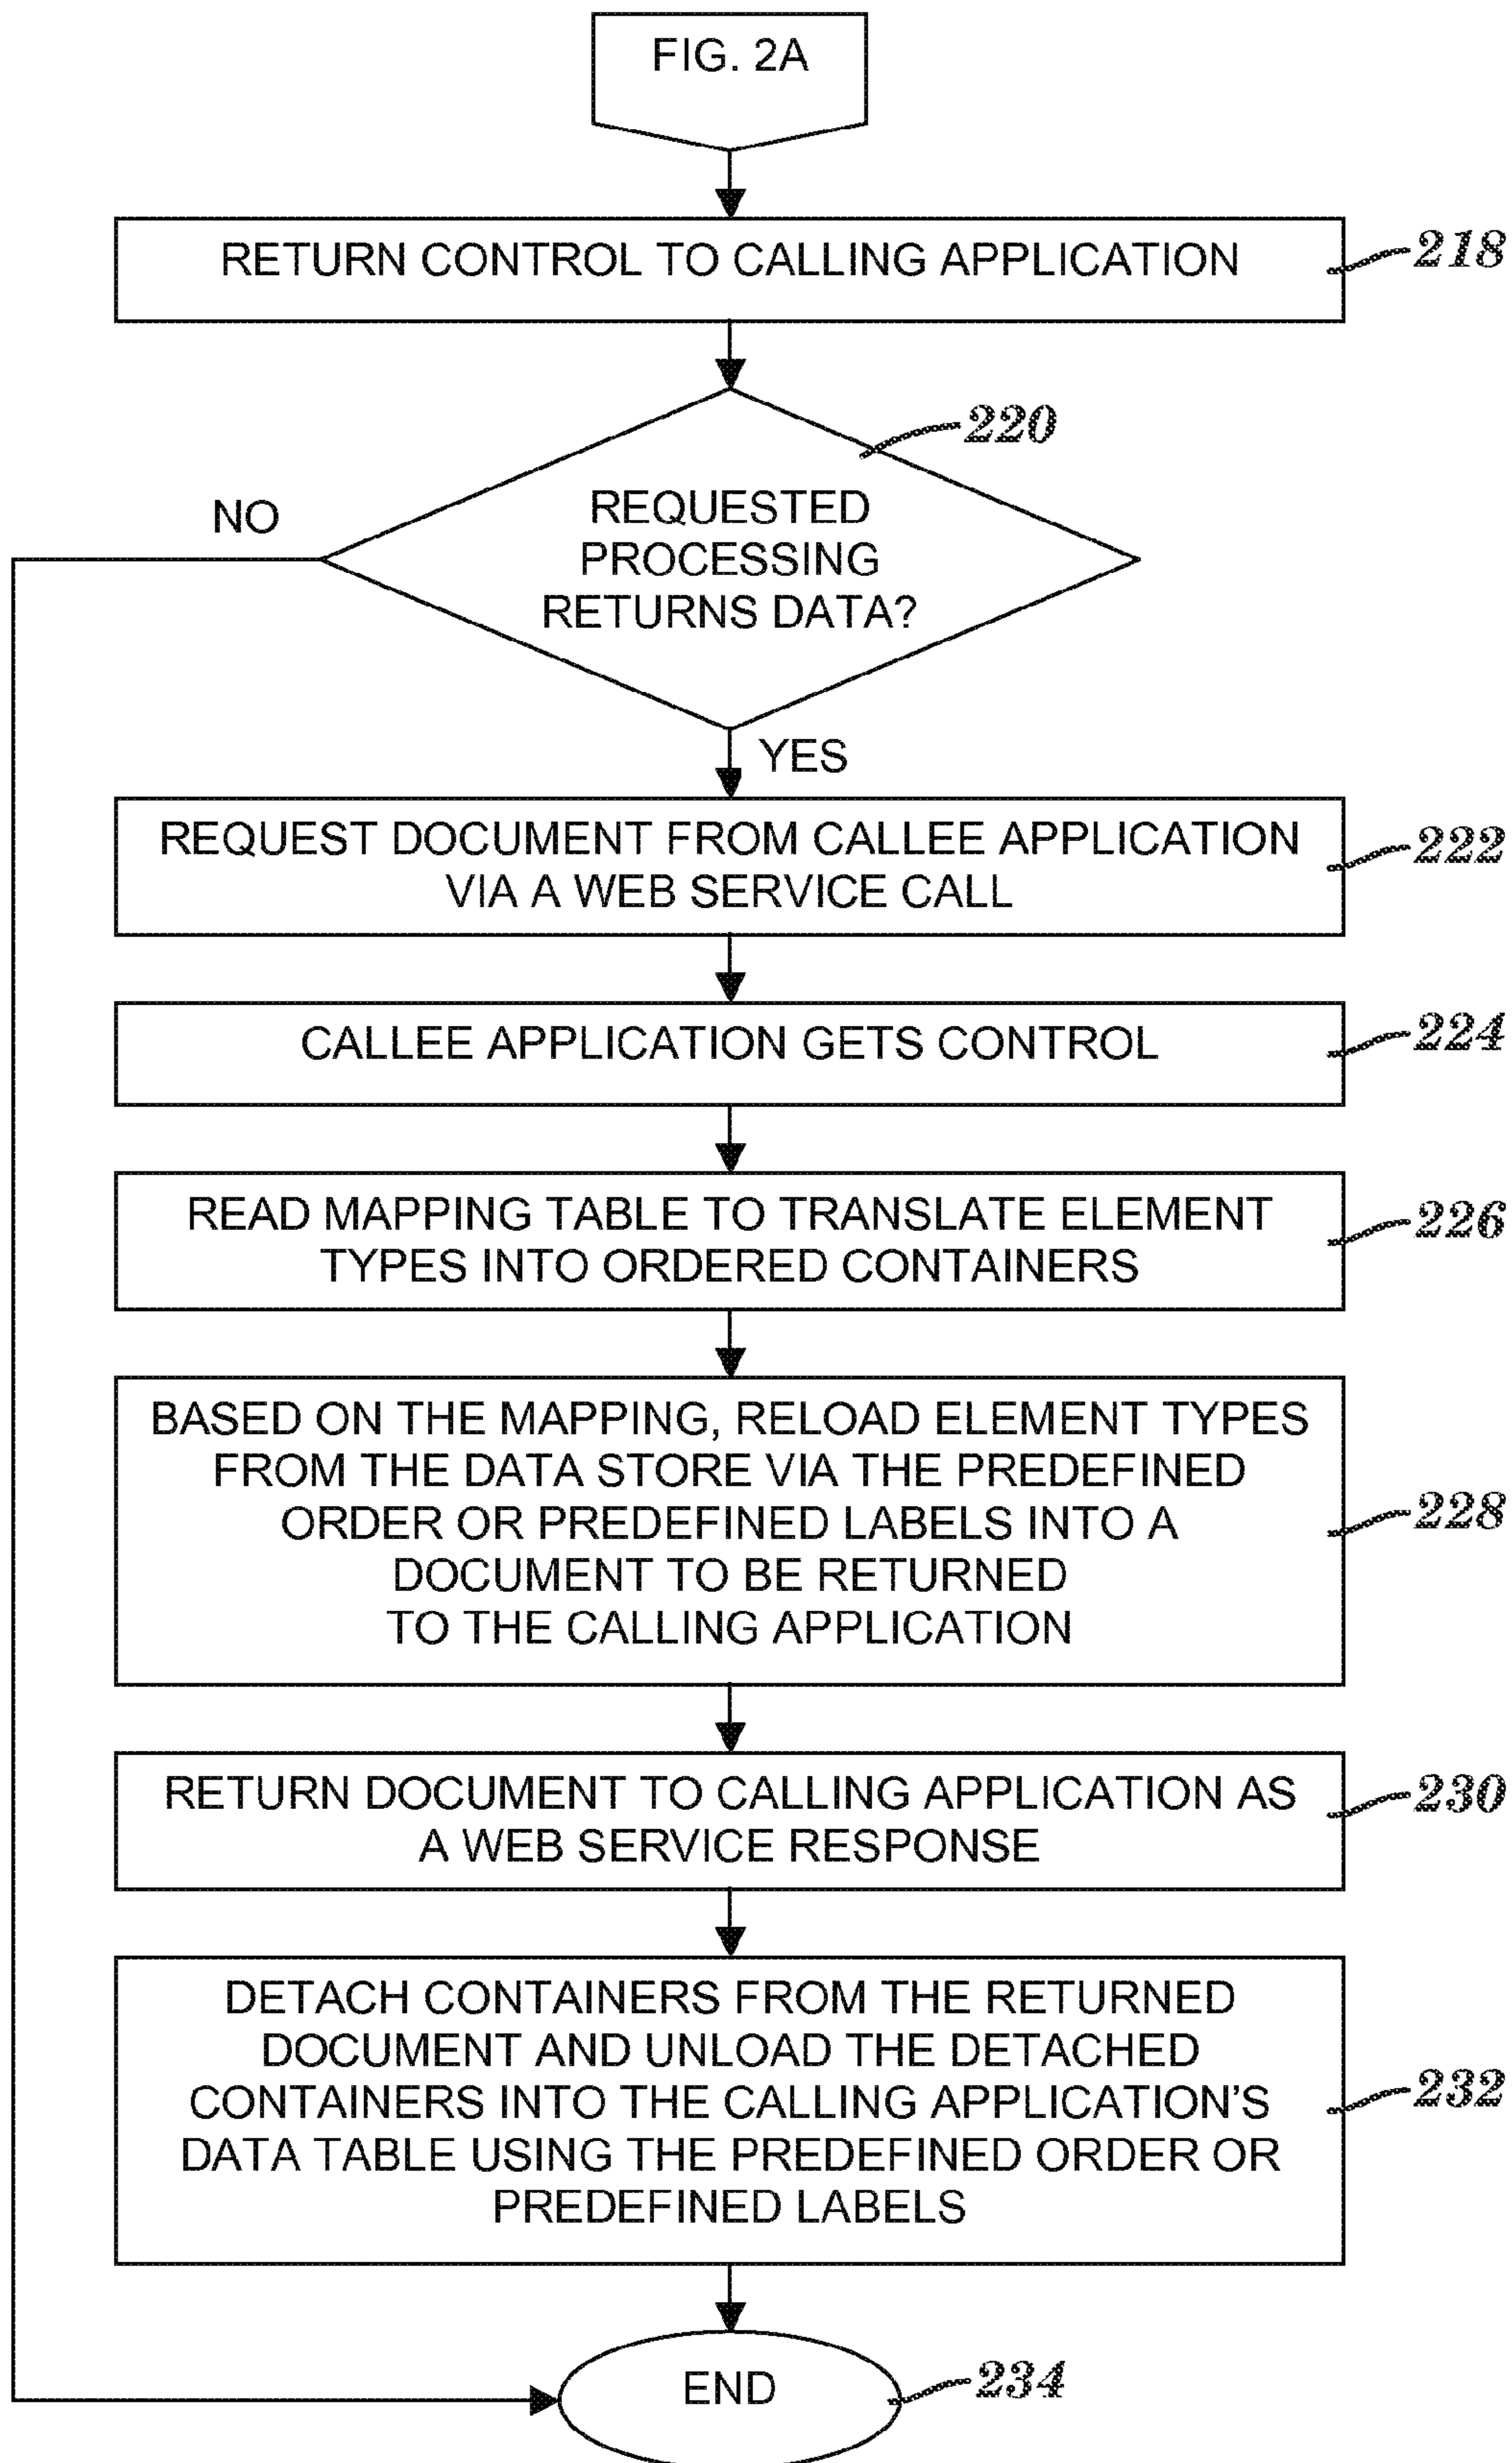 FIG. 2A
RETURN CONTROL TO CALLING APPLICATION
218
220
NO
REQUESTED
PROCESSING
RETURNS DATA?
YES
REQUEST DOCUMENT FROM CALLEE APPLICATION
VIA A WEB SERVICE CALL
222
CALLEE APPLICATION GETS CONTROL
224
READ MAPPING TABLE TO TRANSLATE ELEMENT
TYPES INTO ORDERED CONTAINERS
226
BASED ON THE MAPPING, RELOAD ELEMENT TYPES
FROM THE DATA STORE VIA THE PREDEFINED
ORDER OR PREDEFINED LABELS INTO A
DOCUMENT TO BE RETURNED
TO THE CALLING APPLICATION
228
RETURN DOCUMENT TO CALLING APPLICATION AS
A WEB SERVICE RESPONSE
230
DETACH CONTAINERS FROM THE RETURNED
DOCUMENT AND UNLOAD THE DETACHED
CONTAINERS INTO THE CALLING APPLICATION'S
DATA TABLE USING THE PREDEFINED ORDER OR
PREDEFINED LABELS
232
END
234